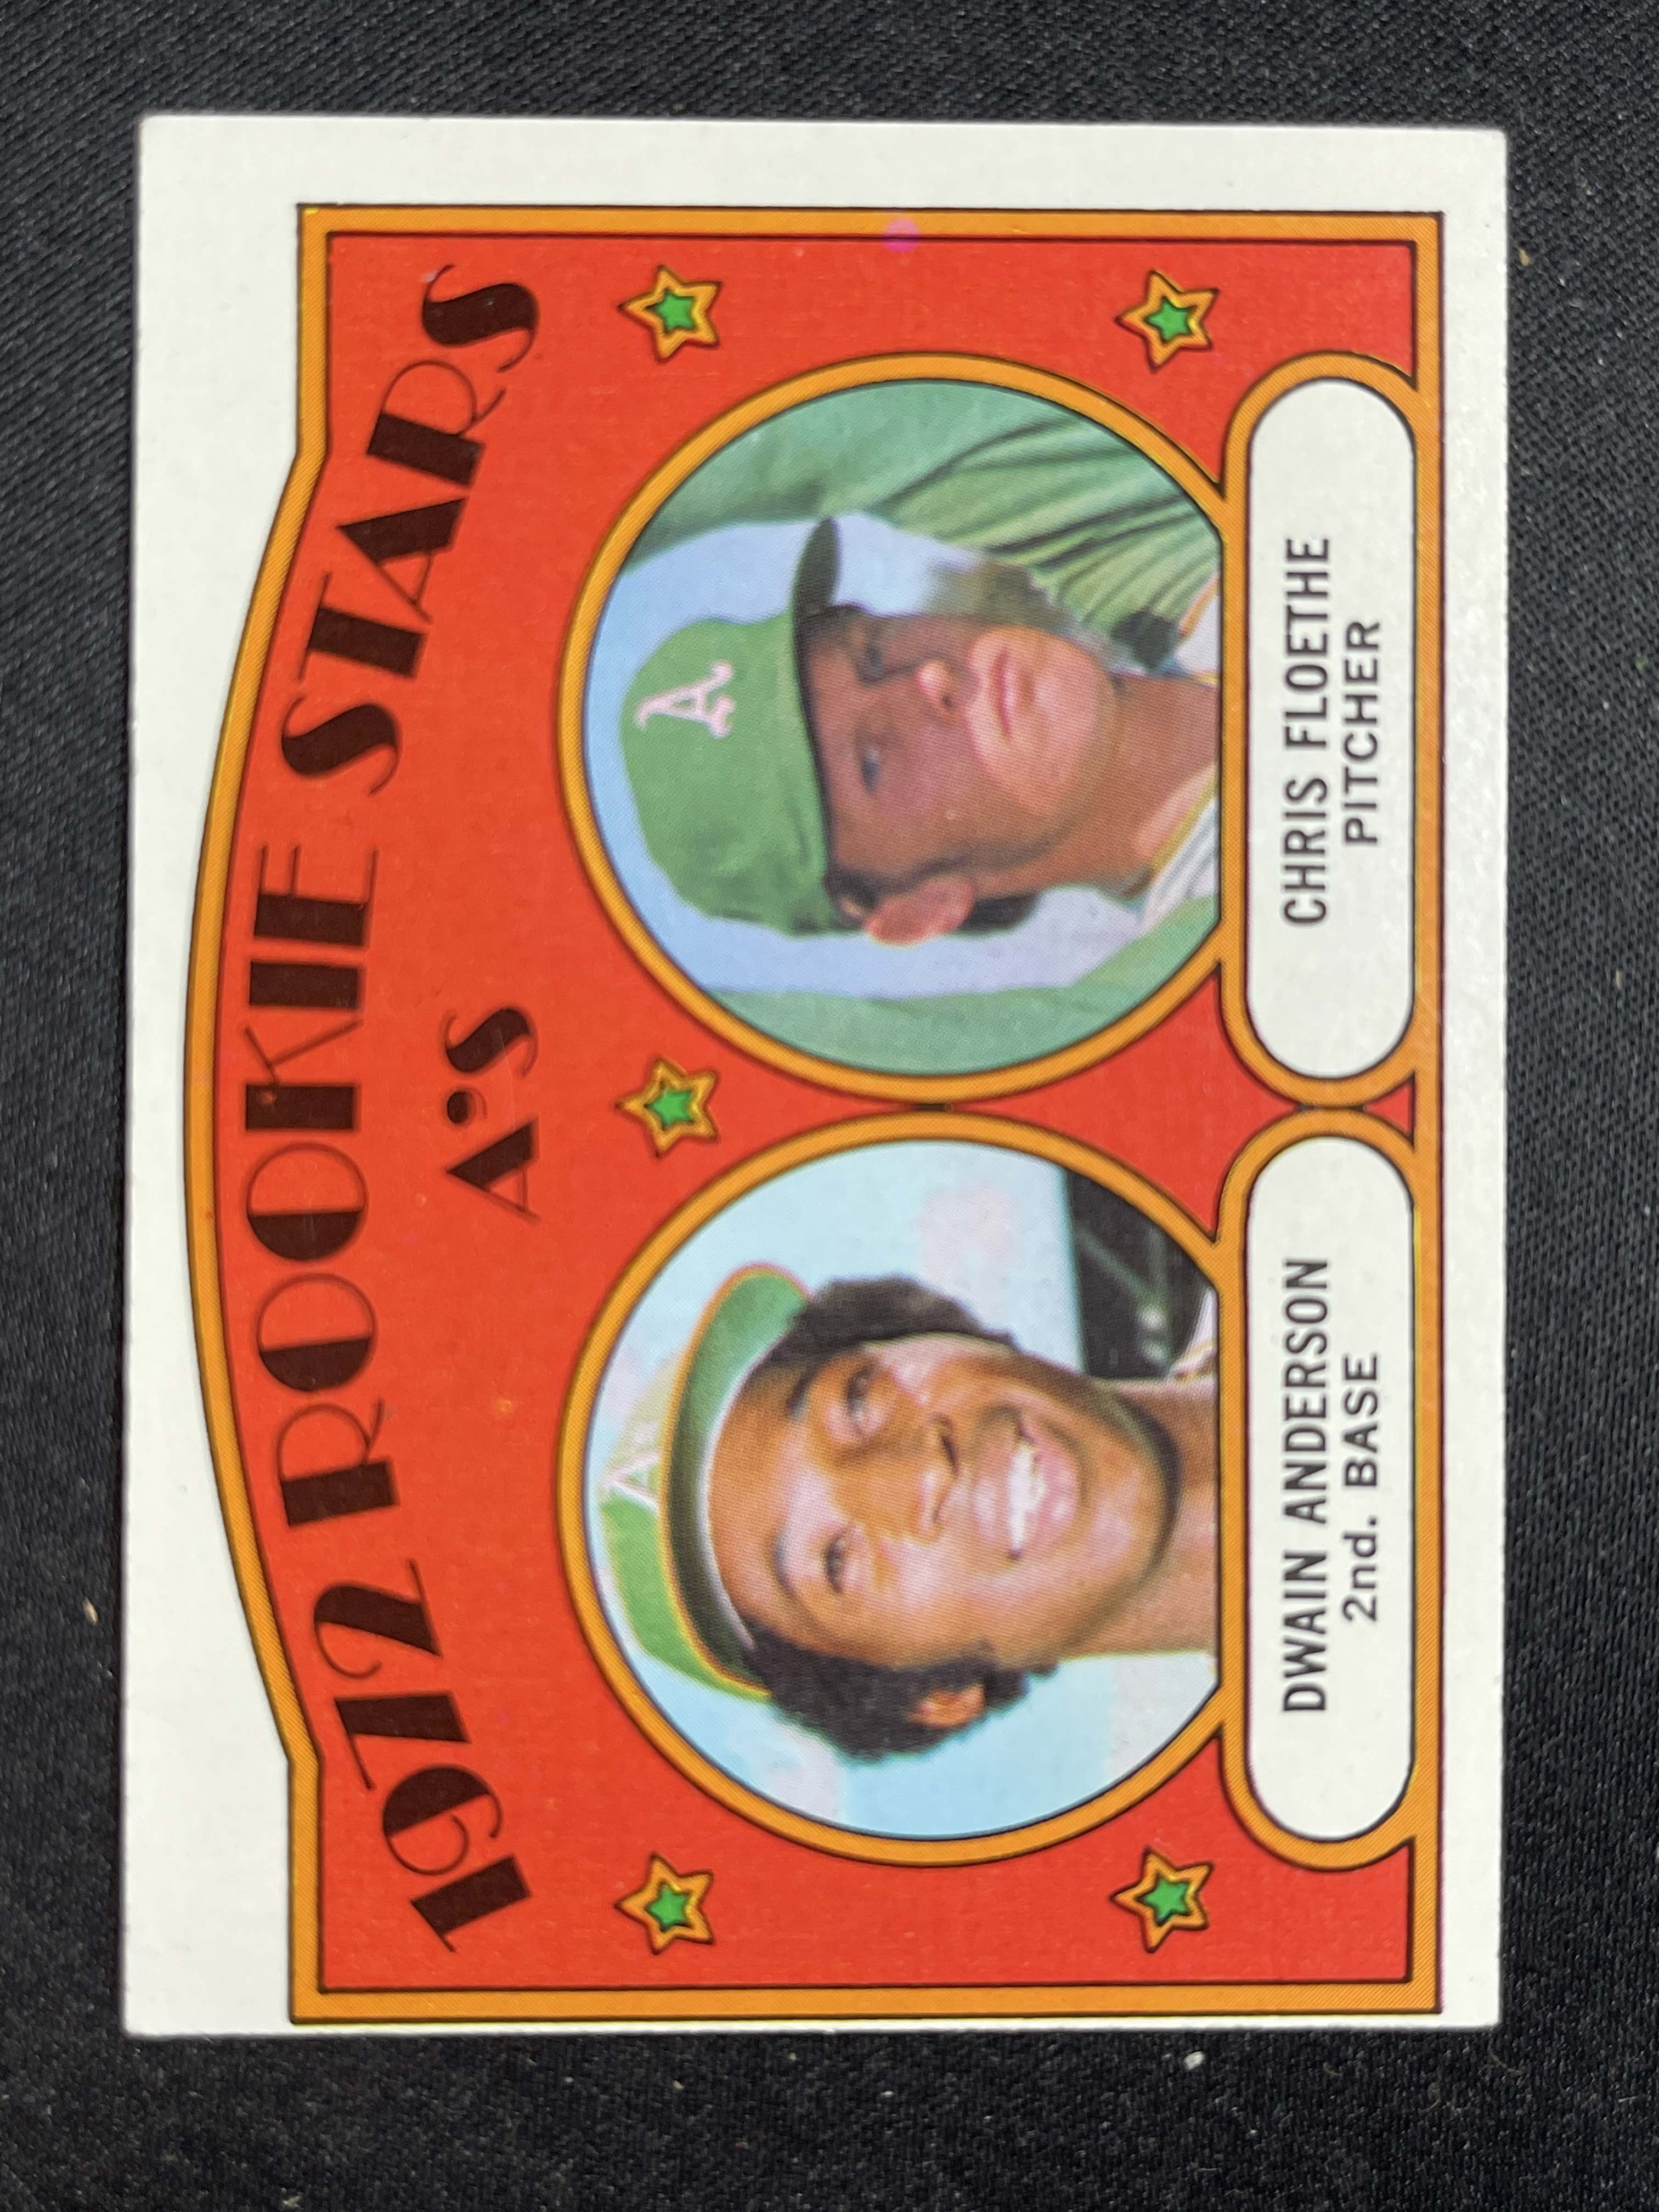 1972 ROOKIE STARS
A's
A
A
DWAIN ANDERSON
2nd. BASE
CHRIS FLOETHE
PITCHER